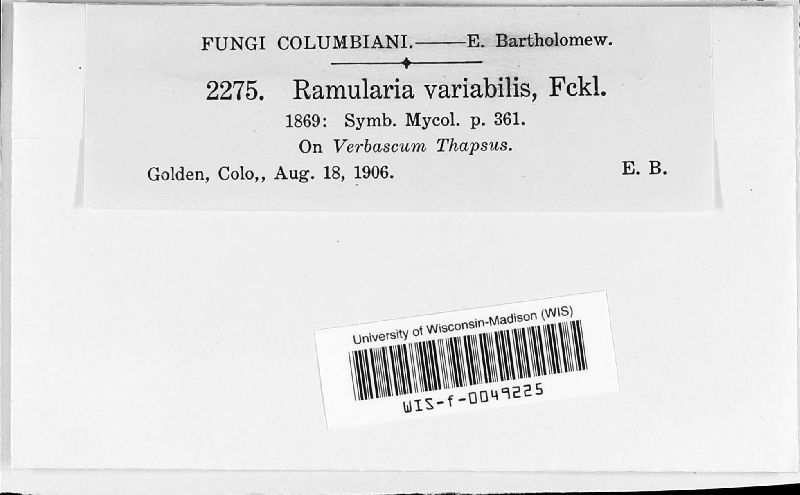 FUNGI COLUMBIANI.——E. Bartholomew.
2275. Ramularia variabilis, Fckl.
1869: Symb. Mycol. p. 361.
On Verbascum Thapsus.
Golden, Colo,, Aug. 18, 1906. E. B.
University of Wisconsin-Madison (WIS)
WIS-f-0049225